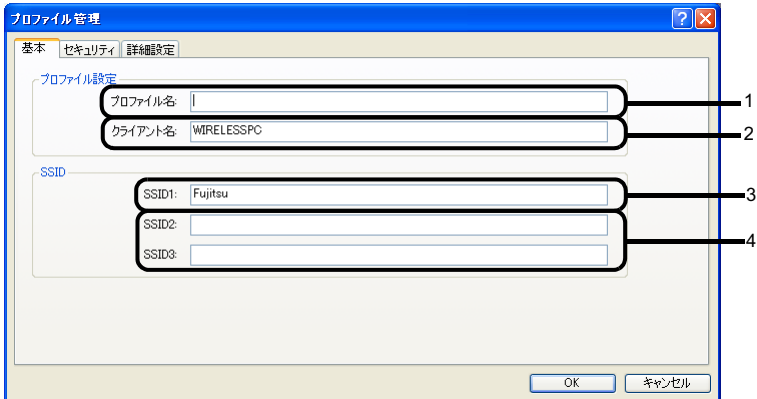 プロファイル管理
基本 セキュリティ 詳細設定
プロファイル設定
プロファイル名: 1
クライアント名: WIRELESSPC 2
SSID
SSID1: Fujitsu 3
SSID2:
4
SSID3:
OK キャンセル